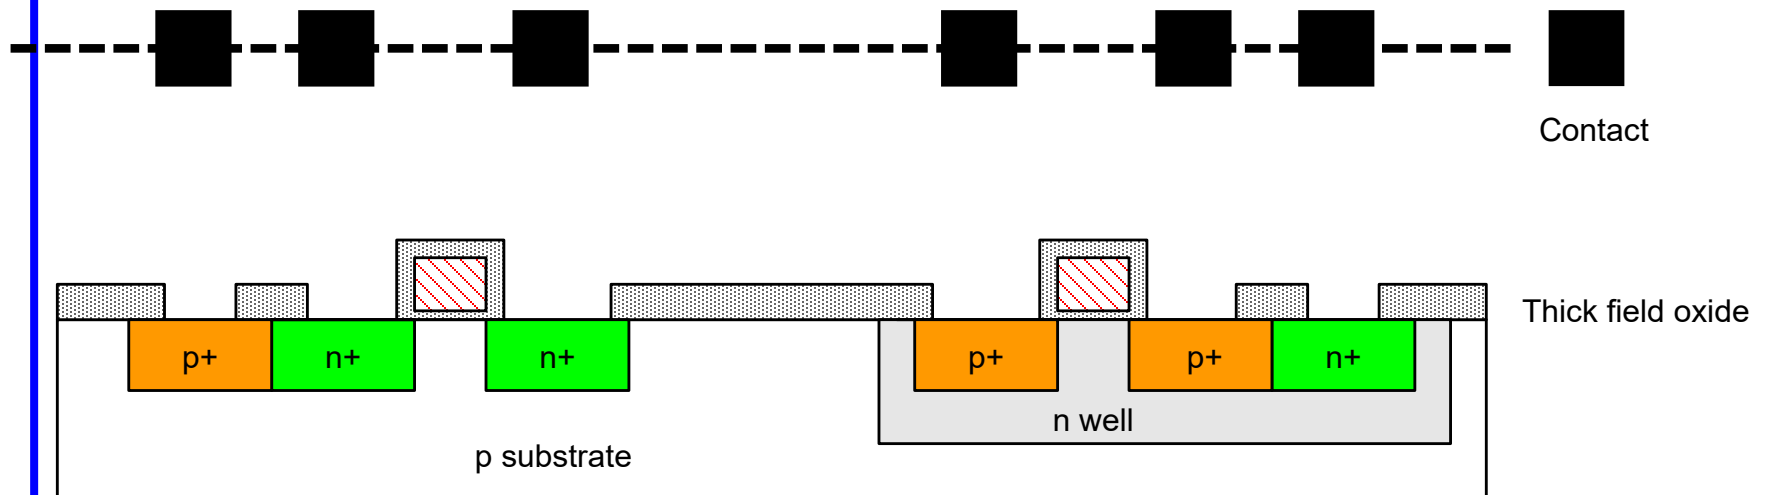 Contact
Thick field oxide
p+
n+
n+
p+
p+
n+
n well
p substrate